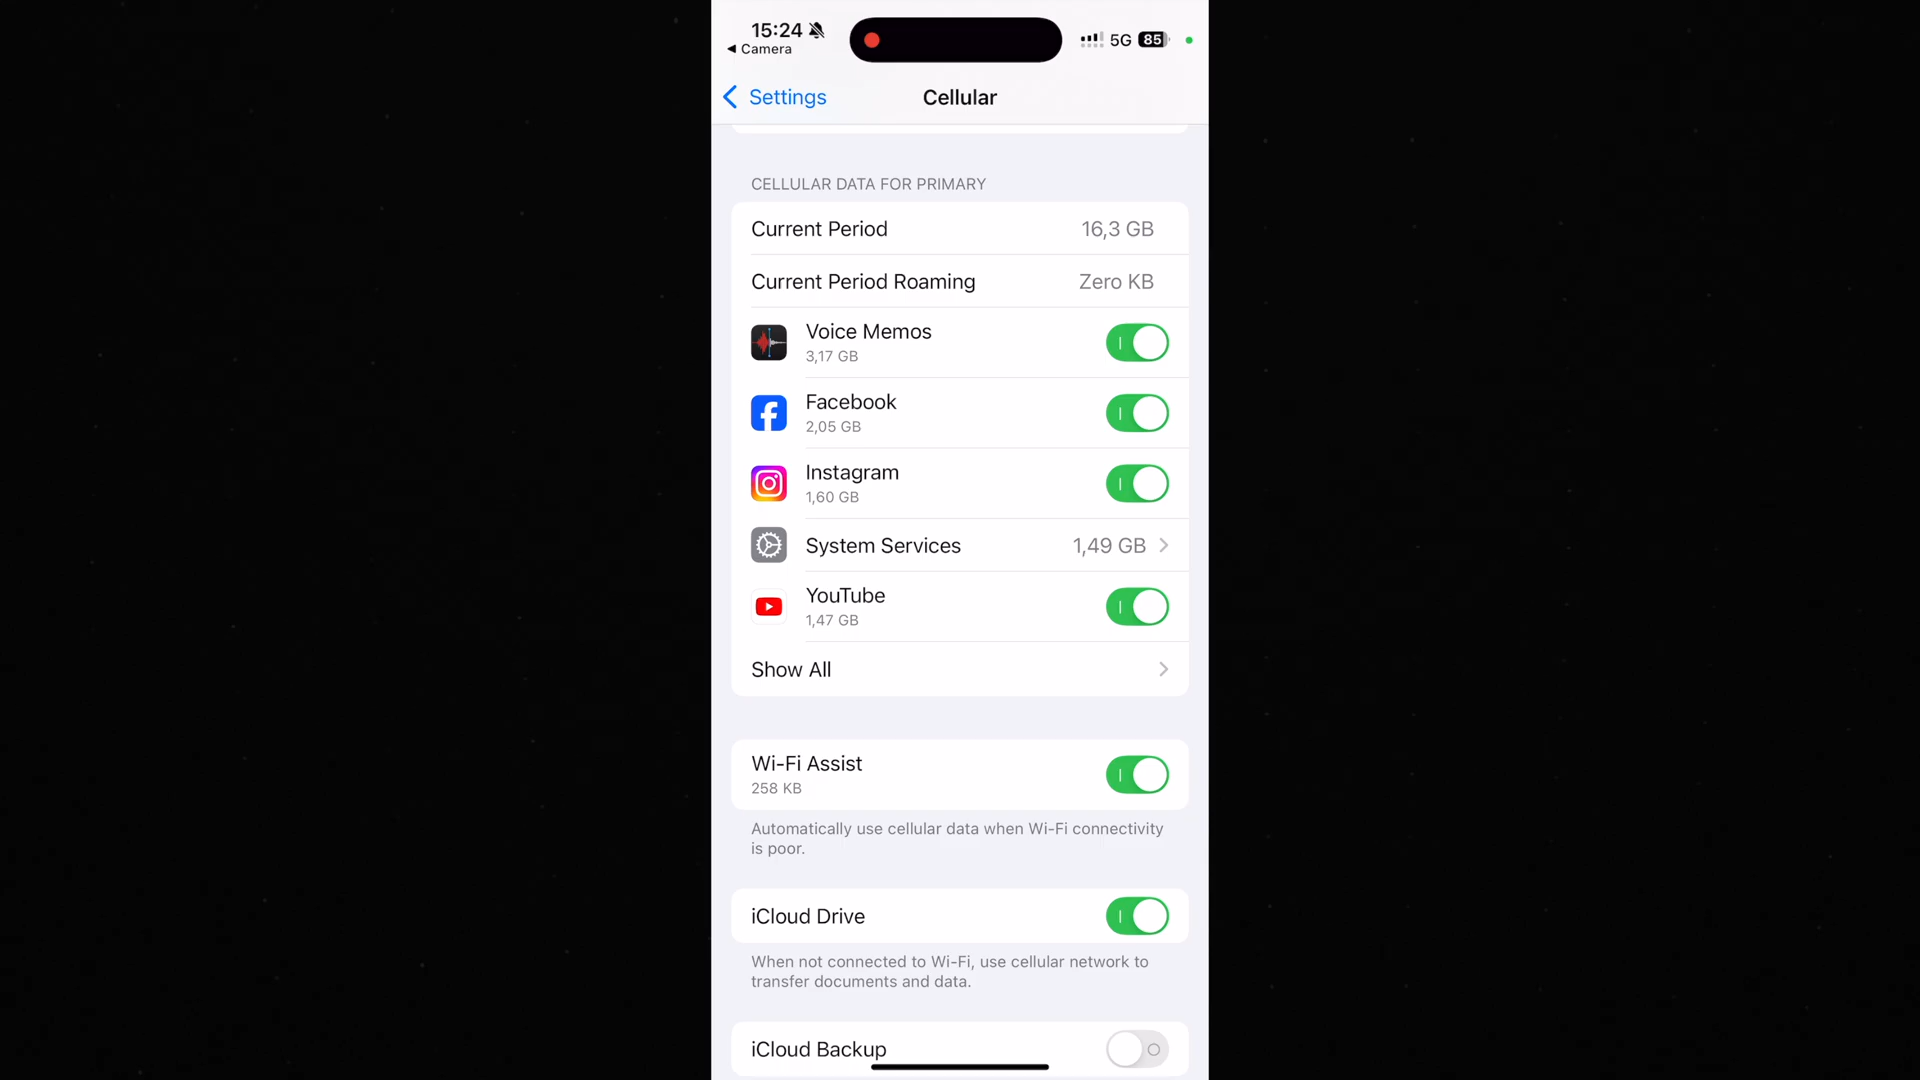 15:24
Camera
5G
85
Settings
Cellular
CELLULAR DATA FOR PRIMARY
Current Period 16,3 GB
Current Period Roaming Zero KB
Voice Memos
3,17 GB
Facebook
2,05 GB
Instagram
1,60 GB
System Services 1,49 GB
YouTube
1,47 GB
Show All
Wi-Fi Assist
258 KB
Automatically use cellular data when Wi-Fi connectivity
is poor.
iCloud Drive
When not connected to Wi-Fi, use cellular network to
transfer documents and data.
iCloud Backup